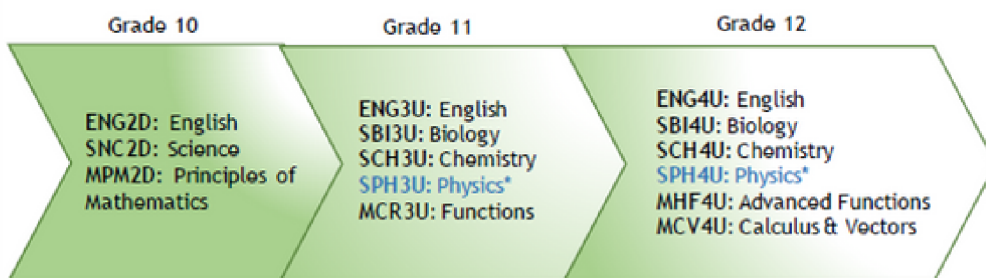 Grade 10
ENG2D: English
SNC2D: Science
MPM2D: Principles of
Mathematics
Grade 11
ENG3U: English
SBI3U: Biology
SCH3U: Chemistry
SPH3U: Physics*
MCR3U: Functions
Grade 12
ENG4U: English
SBI4U: Biology
SCH4U: Chemistry
SPH4U: Physics*
MHF4U: Advanced Functions
MCV4U: Calculus & Vectors